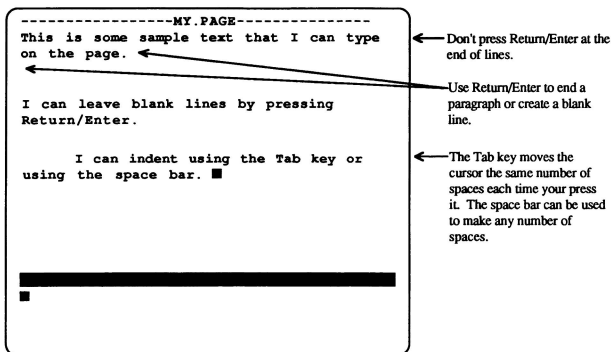 ------------------MY.PAGE----------------
This is some sample text that I can type
on the page.
I can leave blank lines by pressing
Return/Enter.
I can indent using the Tab key or
using the space bar.
Don't press Return/Enter at the
end of lines.
Use Return/Enter to end a
paragraph or create a blank
line.
The Tab key moves the
cursor the same number of
spaces each time your press
it. The space bar can be used
to make any number of
spaces.